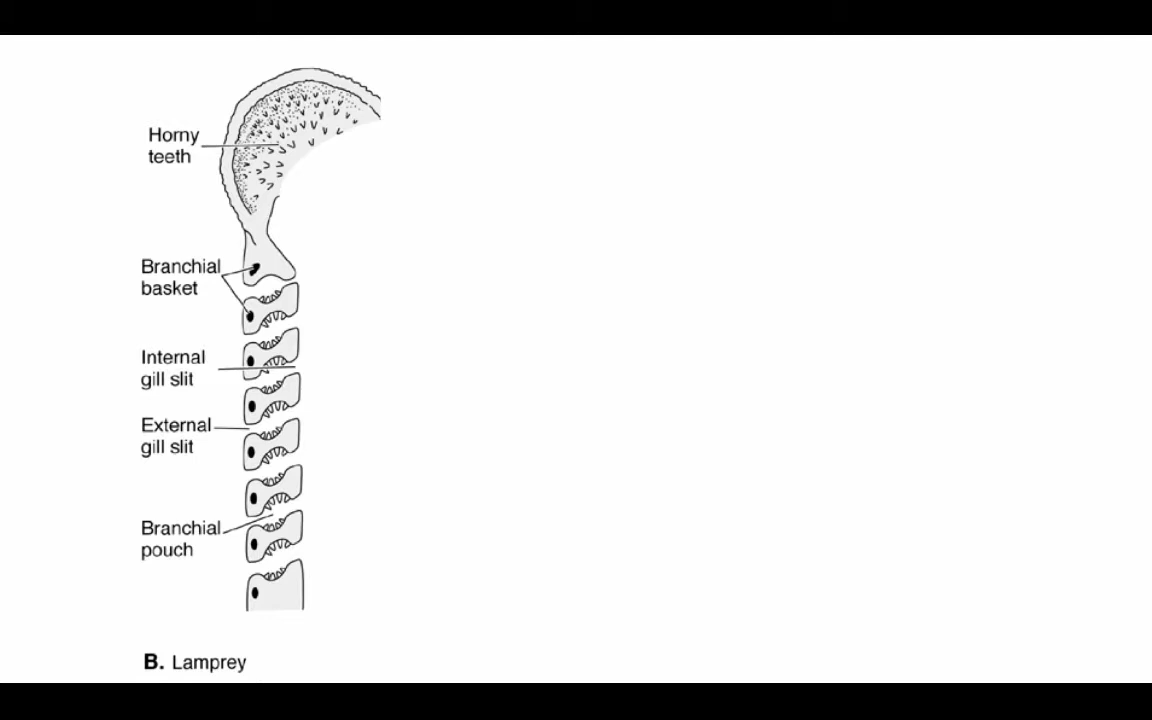 Horny
teeth
Branchial
basket
Internal
gill slit
External
gill slit
Branchial
pouch
B. Lamprey